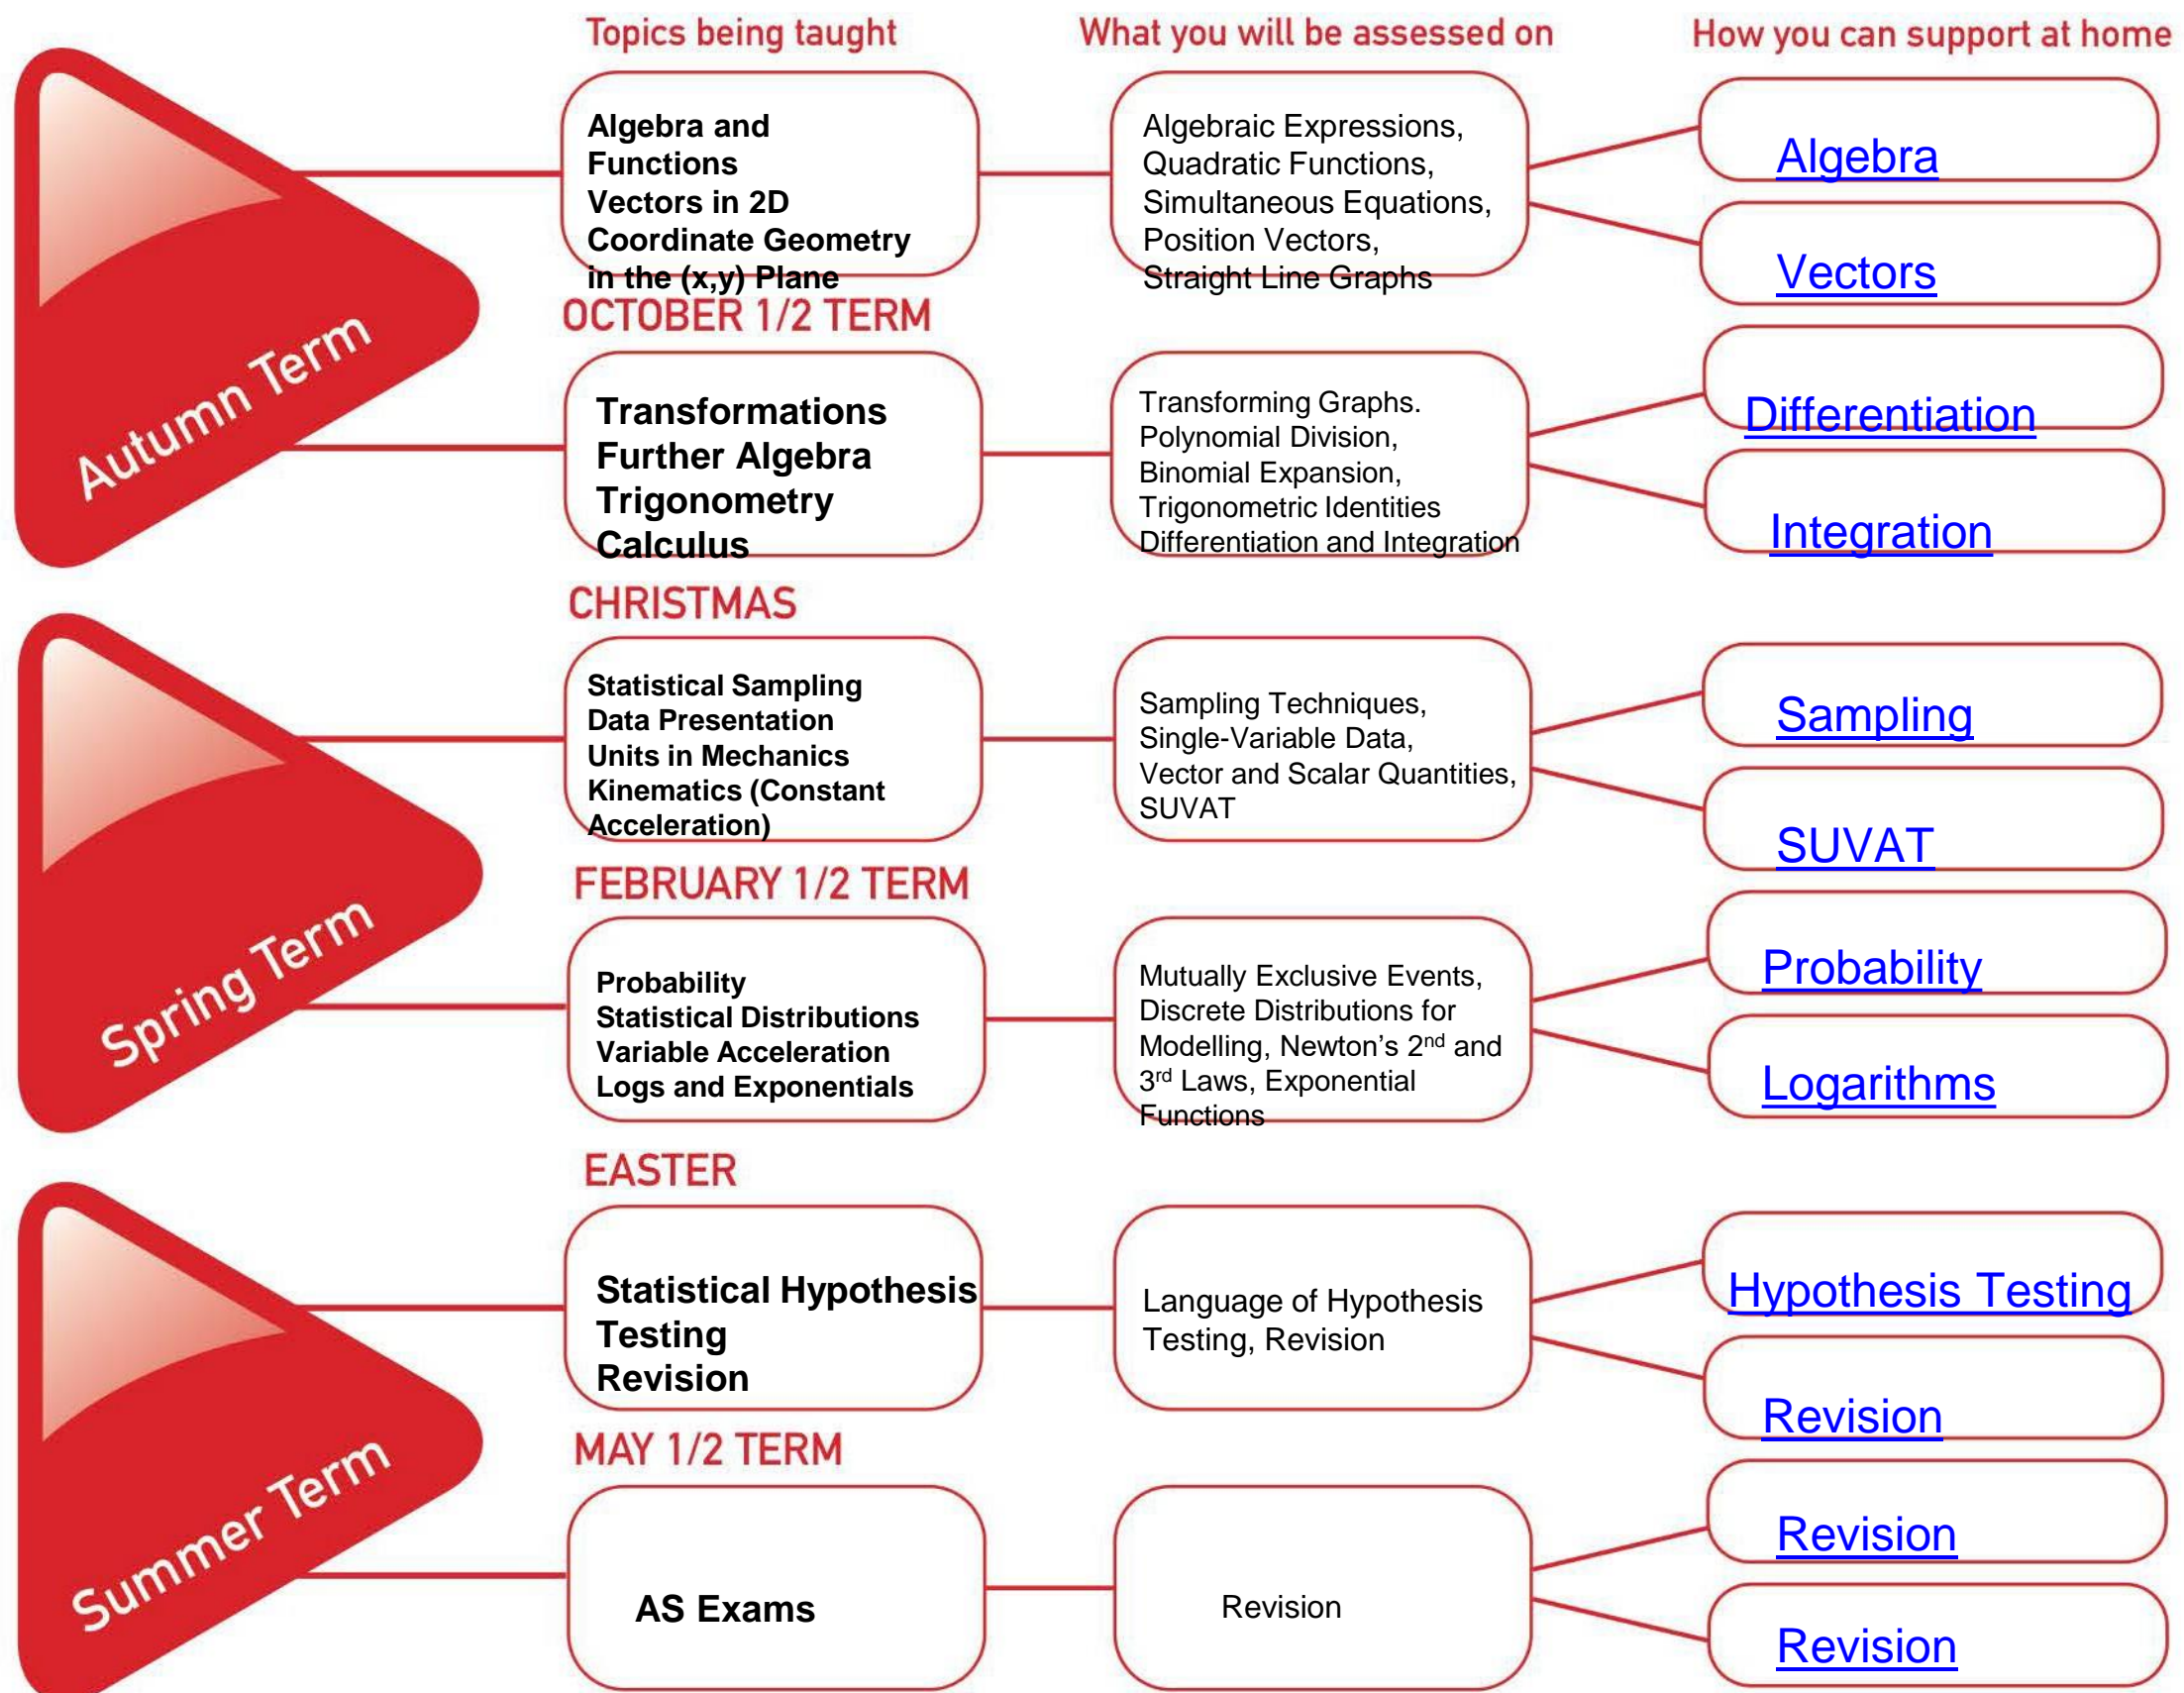 Topics being taught
What you will be assessed on
How you can support at home
Autumn Term
Algebra and
Functions
Vectors in 2D
Coordinate Geometry
in the (x,y) Plane
Algebraic Expressions,
Quadratic Functions,
Simultaneous Equations,
Position Vectors,
Straight Line Graphs
Algebra
Vectors
OCTOBER 1/2 TERM
Transformations
Further Algebra
Trigonometry
Calculus
Transforming Graphs.
Polynomial Division,
Binomial Expansion,
Trigonometric Identities
Differentiation and Integration
Differentiation
Integration
CHRISTMAS
Spring Term
Statistical Sampling
Data Presentation
Units in Mechanics
Kinematics (Constant
Acceleration)
Sampling Techniques,
Single-Variable Data,
Vector and Scalar Quantities,
SUVAT
Sampling
SUVAT
FEBRUARY 1/2 TERM
Probability
Statistical Distributions
Variable Acceleration
Logs and Exponentials
Mutually Exclusive Events,
Discrete Distributions for
Modelling, Newton's 2nd and
3rd Laws, Exponential
Functions
Probability
Logarithms
EASTER
Summer Term
Statistical Hypothesis
Testing
Revision
Language of Hypothesis
Testing, Revision
Hypothesis Testing
Revision
MAY 1/2 TERM
AS Exams
Revision
Revision
Revision